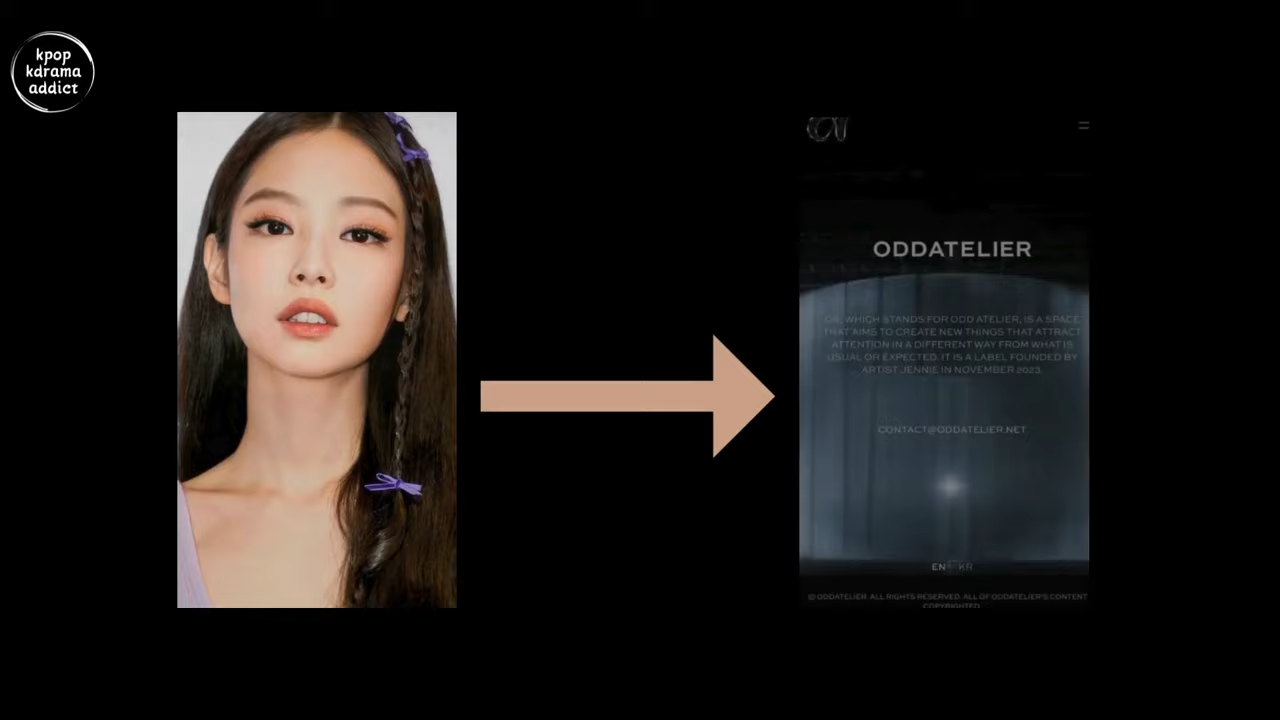 kpop
kdrama
addict
ODDATELIER
OA, WHICH STANDS FOR ODD ATELIER, IS A SPACE
THAT AIMS TO CREATE NEW THINGS THAT ATTRACT
ATTENTION IN A DIFFERENT WAY FROM WHAT IS
USUAL OR EXPECTED. IT IS A LABEL FOUNDED BY
ARTIST JENNIE IN NOVEMBER 2023.
CONTACT@ODDATELIER.NET
EN KR
© ODDATELIER. ALL RIGHTS RESERVED. ALL OF ODDATELIER'S CONTENT
COPYRIGHTED